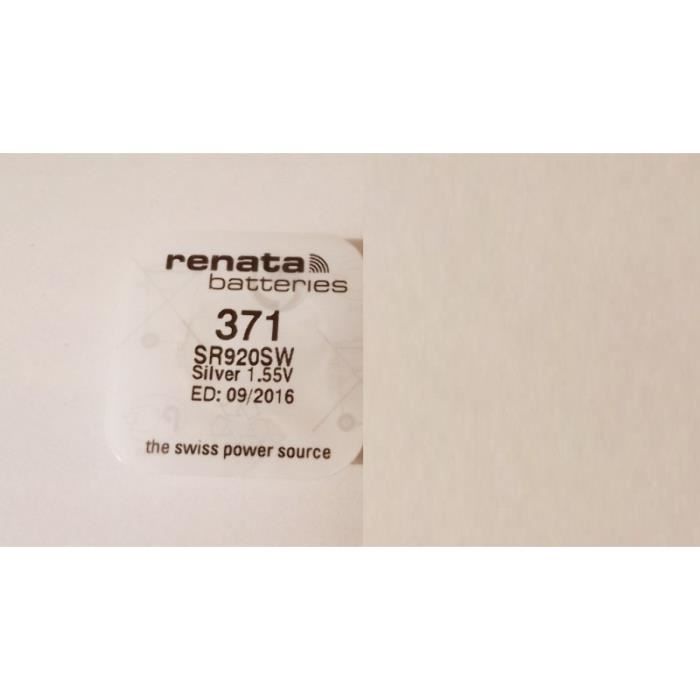 renata
batteries
371
SR920SW
Silver 1.55V
ED: 09/2016
the swiss power source